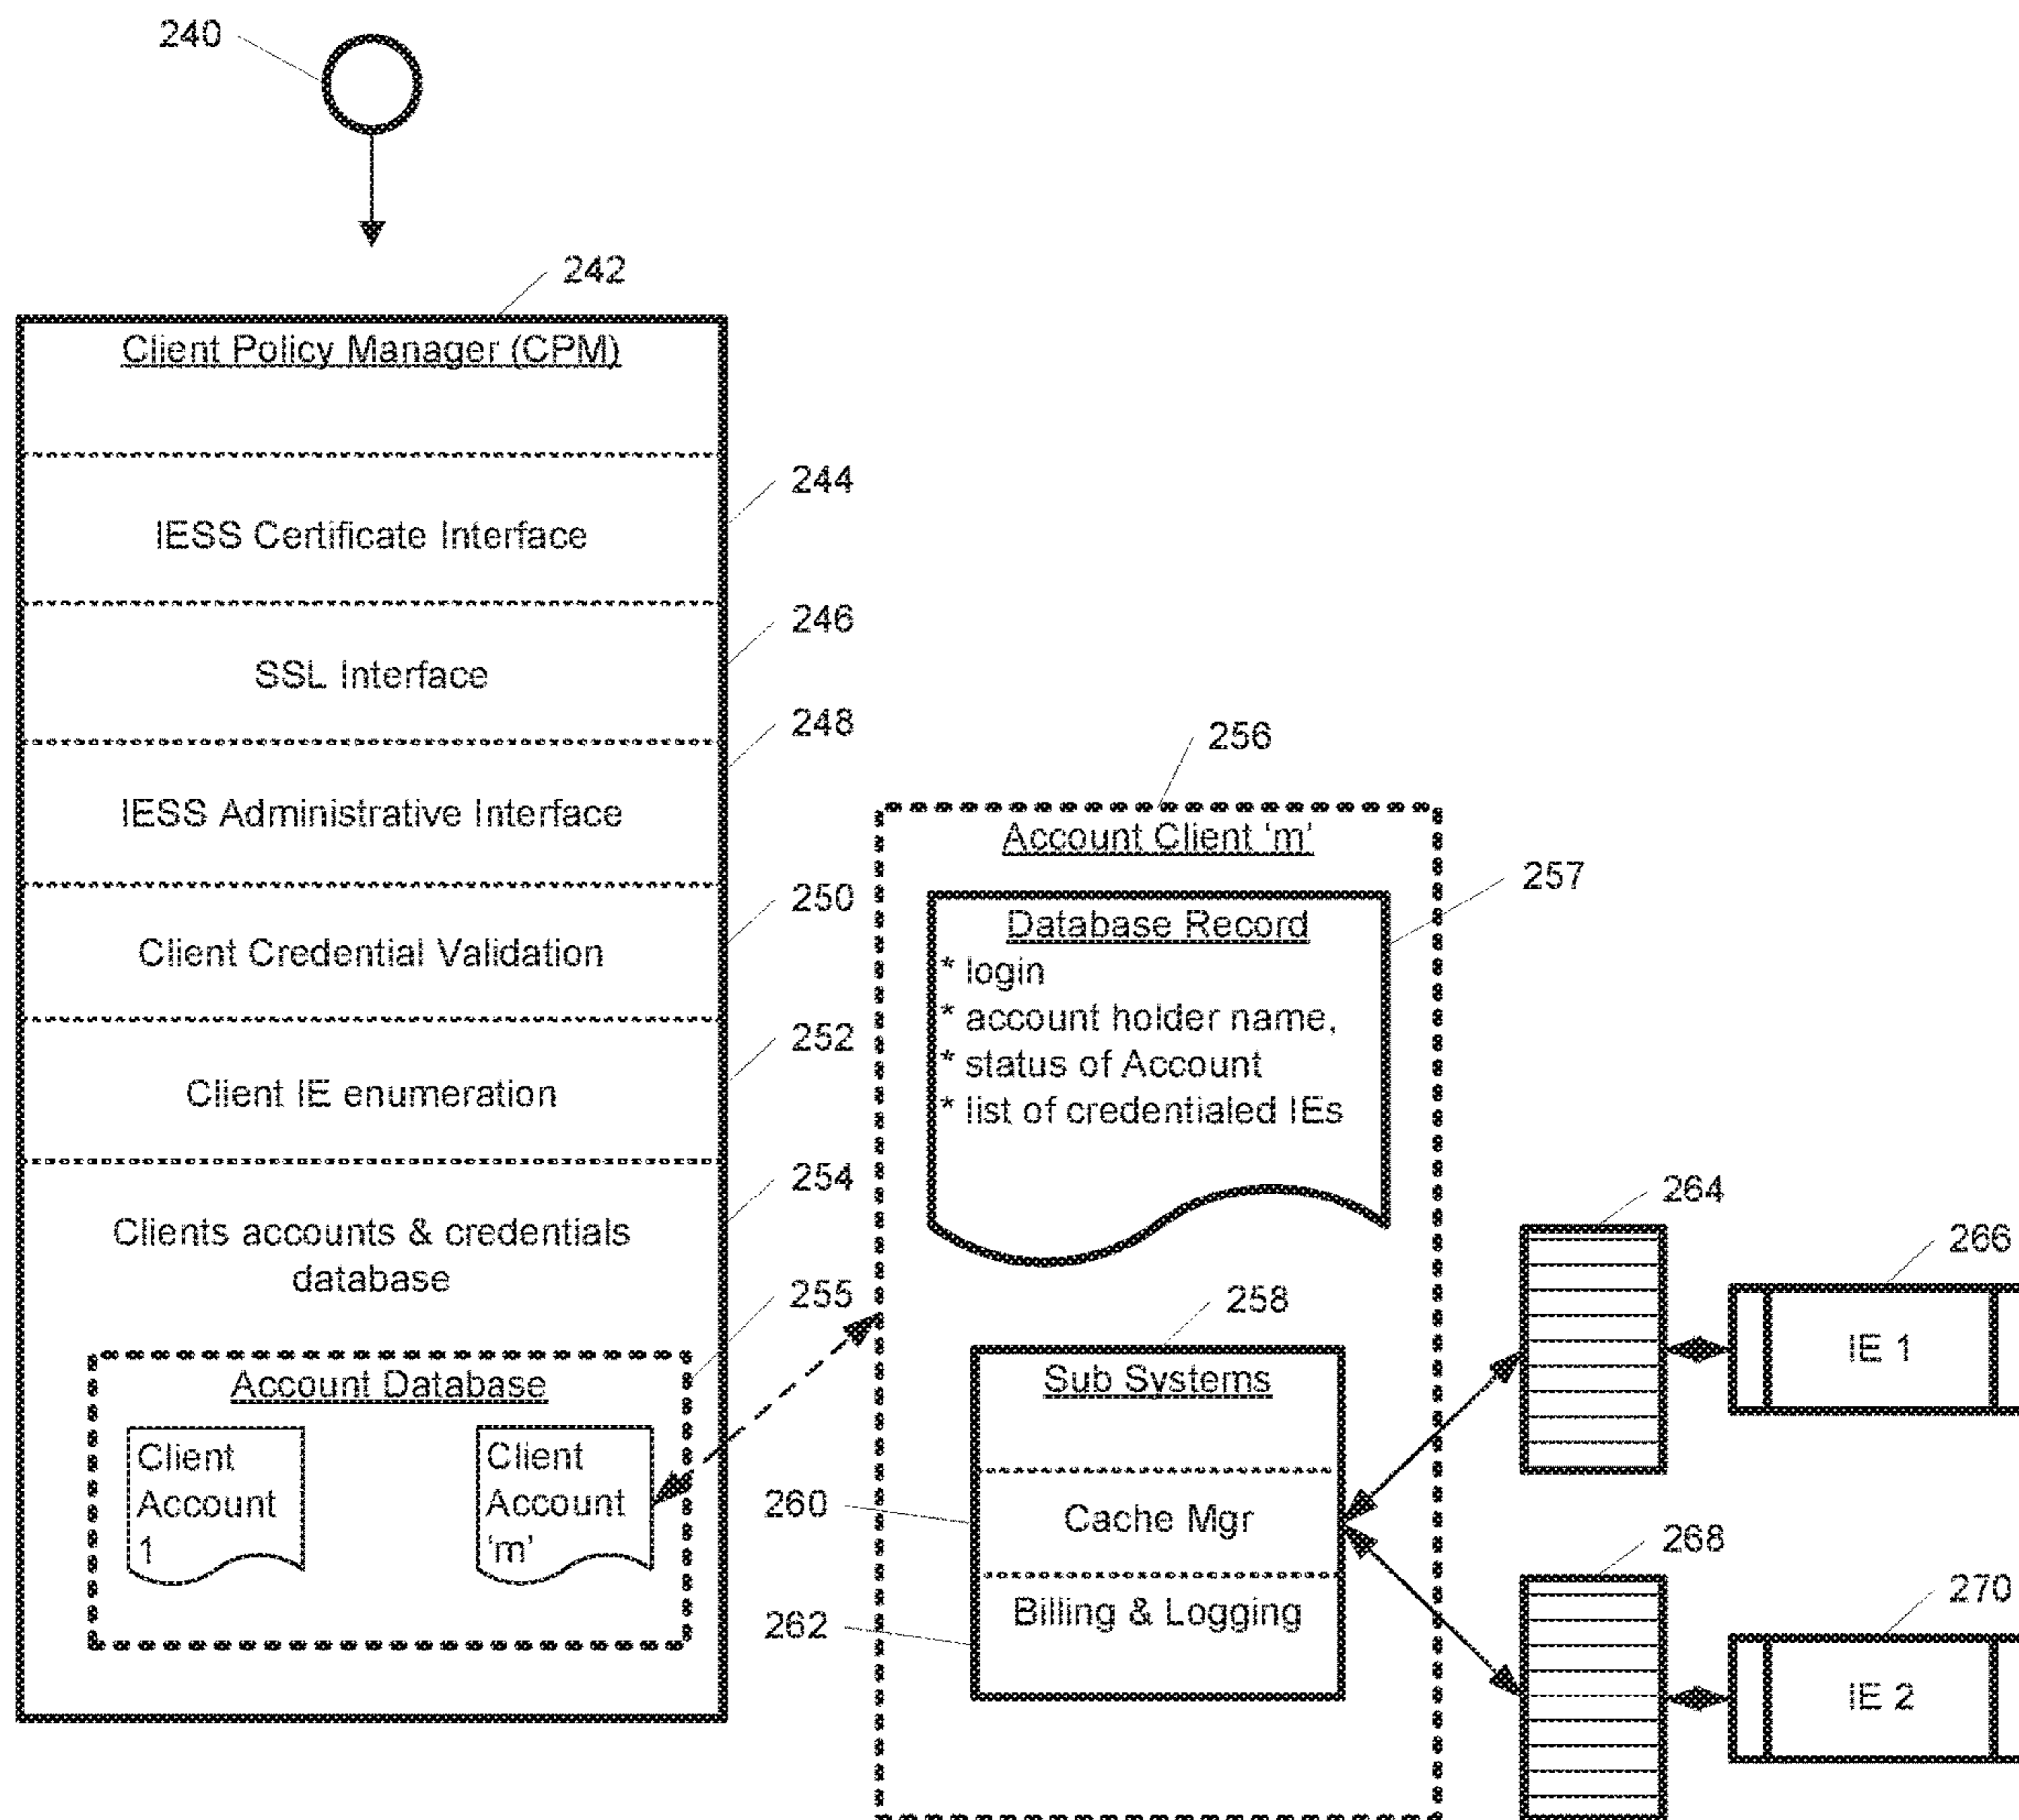 240
242
Client Policy Manager (CPM)
244
IESS Certificate Interface
246
SSL Interface
248
IESS Administrative Interface
250
Client Credential Validation
252
Client IE enumeration
254
Clients accounts & credentials
database
255
Account Database
Client
Account
1
Client
Account
'm'
256
Account Client 'm'
257
Database Record
* login
* account holder name,
* status of Account
* list of credentialed IEs
258
Sub Systems
260
Cache Mgr
262
Billing & Logging
264
266
IE 1
268
270
IE 2